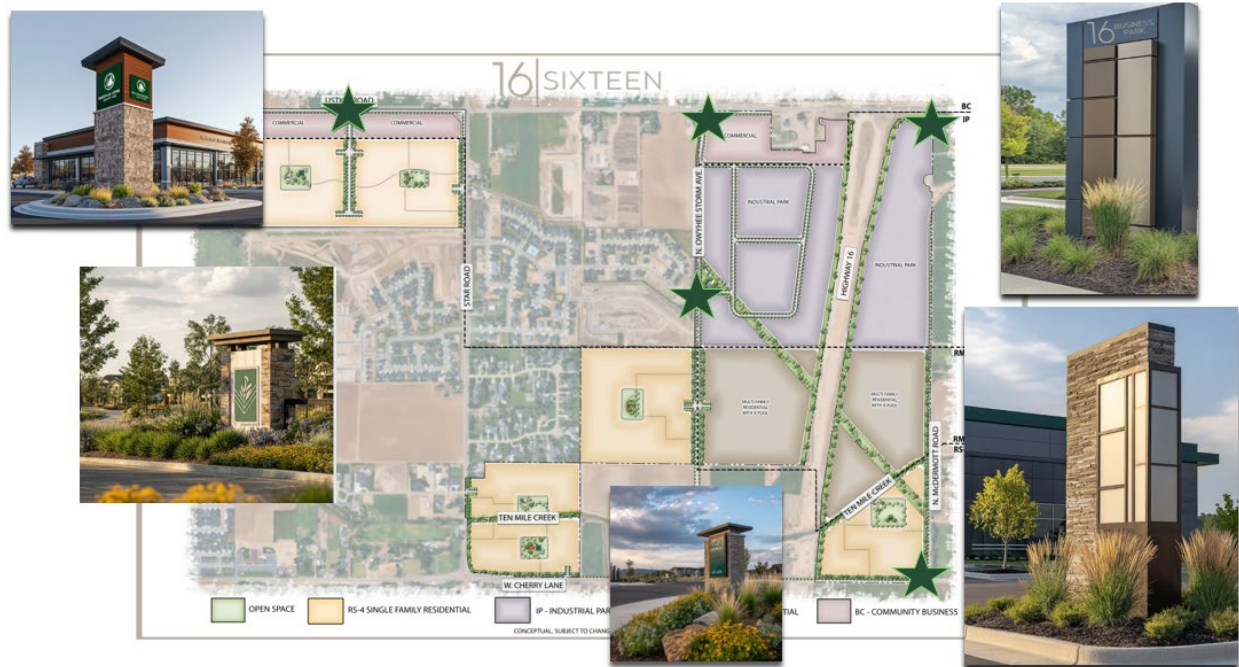 16 SIXTEEN
16 BUSINESS
PARK
USTICK ROAD
BC
IP
COMMERCIAL
COMMERCIAL
COMMERCIAL
N. OWYHEE STORM AVE.
INDUSTRIAL PARK
STAR ROAD
HIGHWAY 16
INDUSTRIAL PARK
RM
MULTI-FAMILY
RESIDENTIAL
WITH A POOL
MULTI-FAMILY
RESIDENTIAL
WITH A POOL
RM
RS
N. McDERMOTT ROAD
TEN MILE CREEK
TEN MILE CREEK
W. CHERRY LANE
OPEN SPACE
RS-4 SINGLE FAMILY RESIDENTIAL
IP - INDUSTRIAL PAR
TIAL
BC - COMMUNITY BUSINESS
CONCEPTUAL, SUBJECT TO CHANG